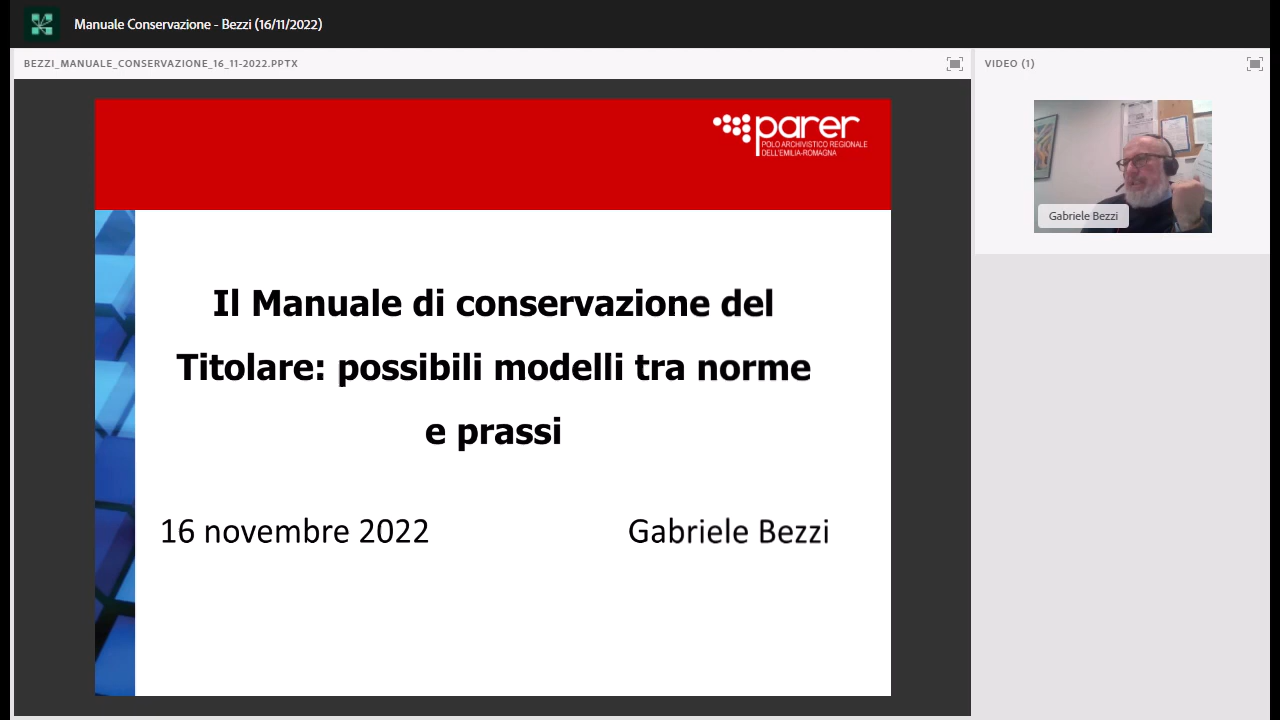 Manuale Conservazione - Bezzi (16/11/2022)
BEZZI_MANUALE_CONSERVAZIONE_16_11-2022.PPTX
VIDEO (1)
parer
POLO ARCHIVISTICO REGIONALE
DELL'EMILIA-ROMAGNA
Gabriele Bezzi
Il Manuale di conservazione del
Titolare: possibili modelli tra norme
e prassi
16 novembre 2022
Gabriele Bezzi